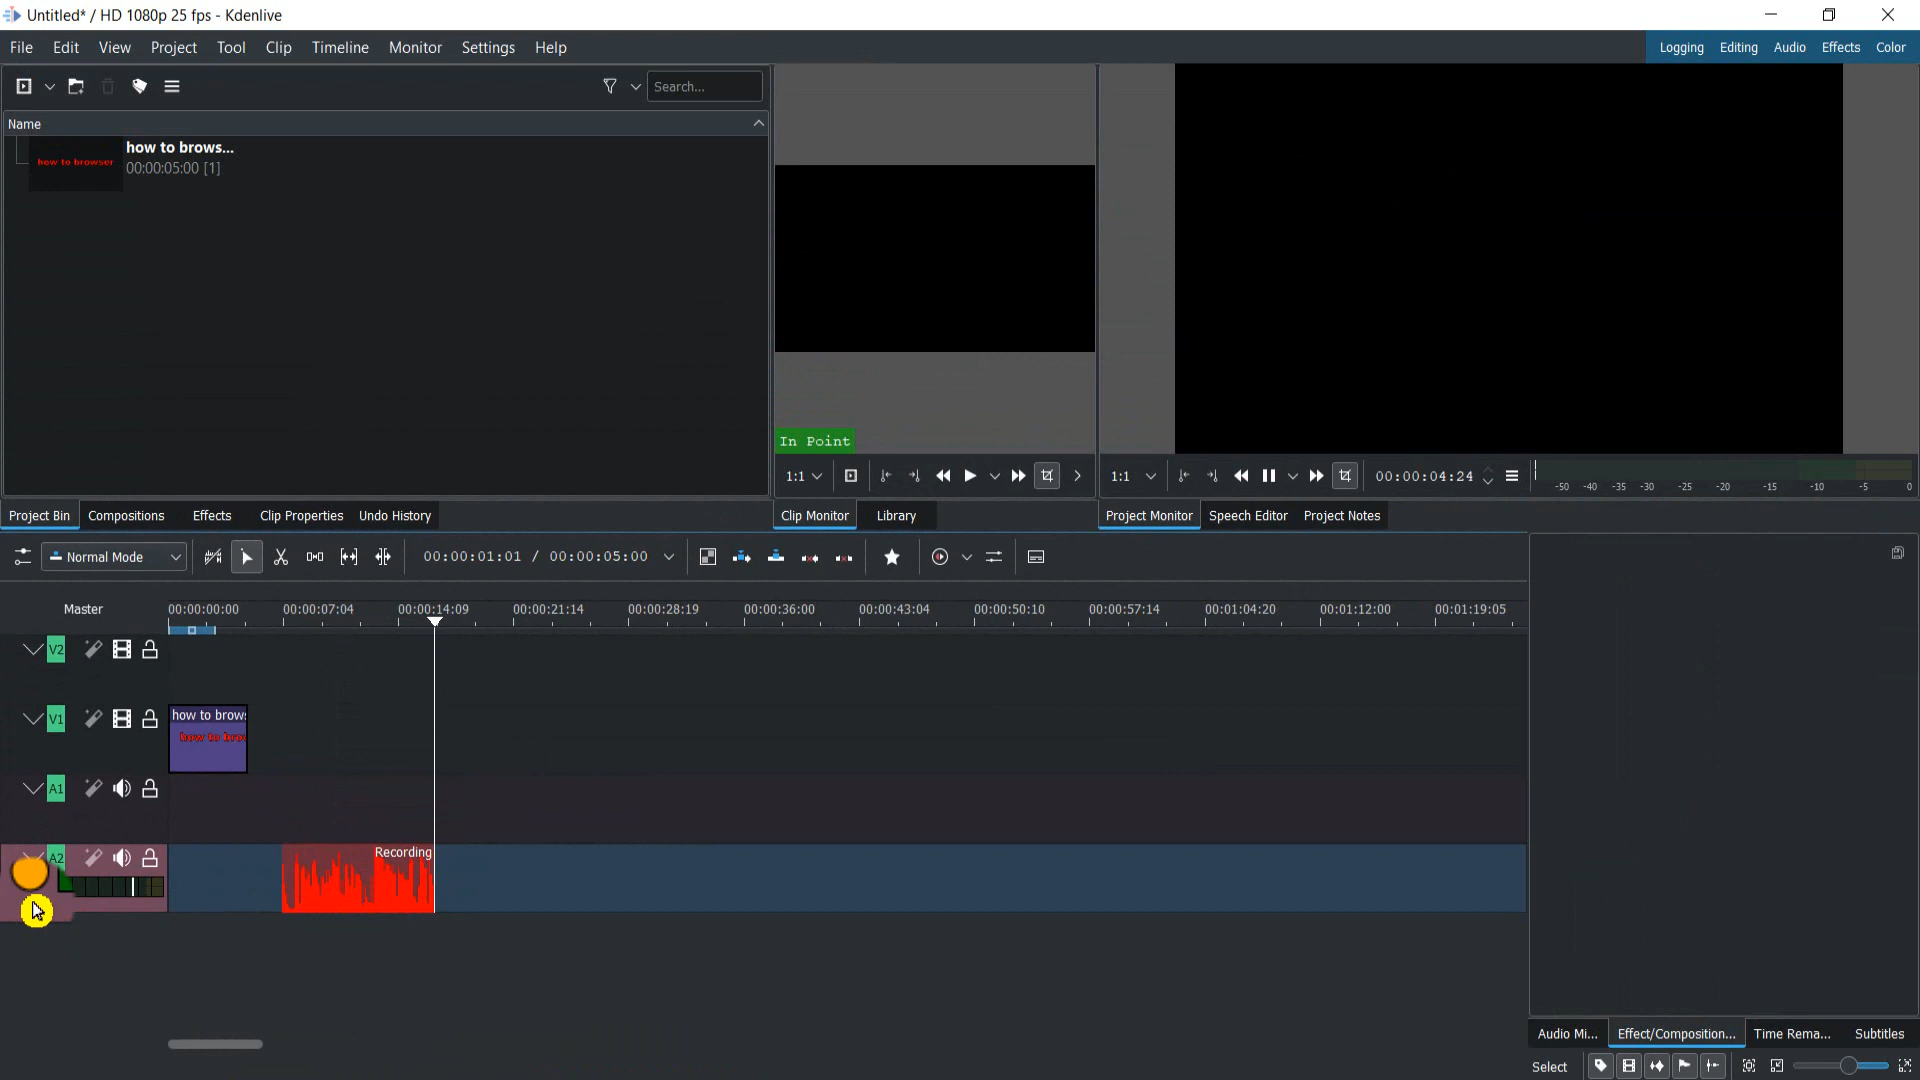 Untitled* / HD 1080p 25 fps - Kdenlive
File Edit View Project Tool Clip Timeline Monitor Settings Help
Logging Editing Audio Effects Color
Search...
Name
how to brows...
00:00:05:00 [1]
how to browser
In Point
1:1
1:1
00:00:04:24
-50 -40 -35 -30 -25 -20 -15 -10 -5 0
Project Bin Compositions Effects Clip Properties Undo History
Clip Monitor Library
Project Monitor Speech Editor Project Notes
Normal Mode
00:00:01:01 / 00:00:05:00
Master
00:00:00:00 00:00:07:04 00:00:14:09 00:00:21:14 00:00:28:19 00:00:36:00 00:00:43:04 00:00:50:10 00:00:57:14 00:01:04:20 00:01:12:00 00:01:19:05
V2
V1
how to brows
how to brow
A1
A2
Recording
Audio Mi... Effect/Composition... Time Rema... Subtitles
Select